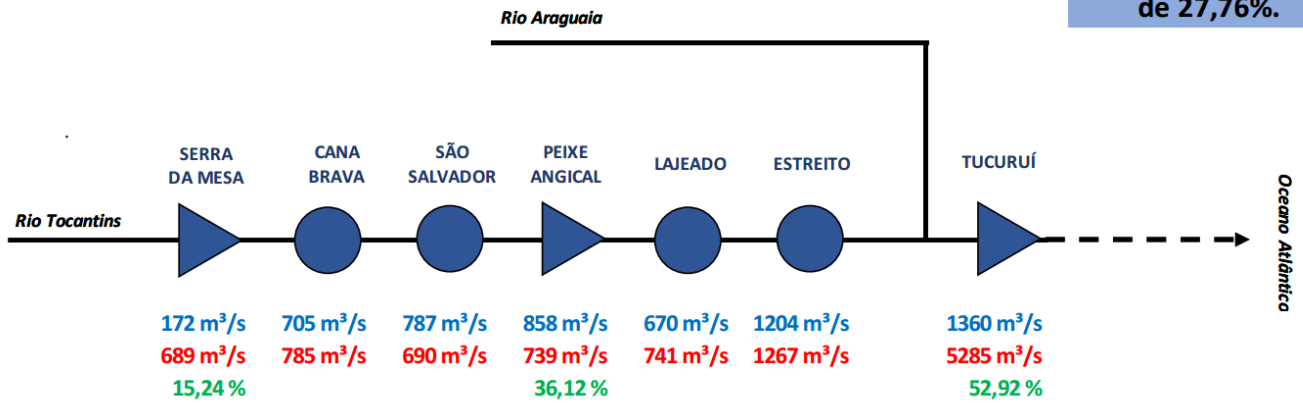 de 27,76%.
Rio Araguaia
SERRA
DA MESA
CANA
BRAVA
SÃO
SALVADOR
PEIXE
ANGICAL
LAJEADO
ESTREITO
TUCURUÍ
Rio Tocantins
Oceano Atlântico
172 m³/s 705 m³/s 787 m³/s 858 m³/s 670 m³/s 1204 m³/s 1360 m³/s
689 m³/s 785 m³/s 690 m³/s 739 m³/s 741 m³/s 1267 m³/s 5285 m³/s
15,24 % 36,12 % 52,92 %